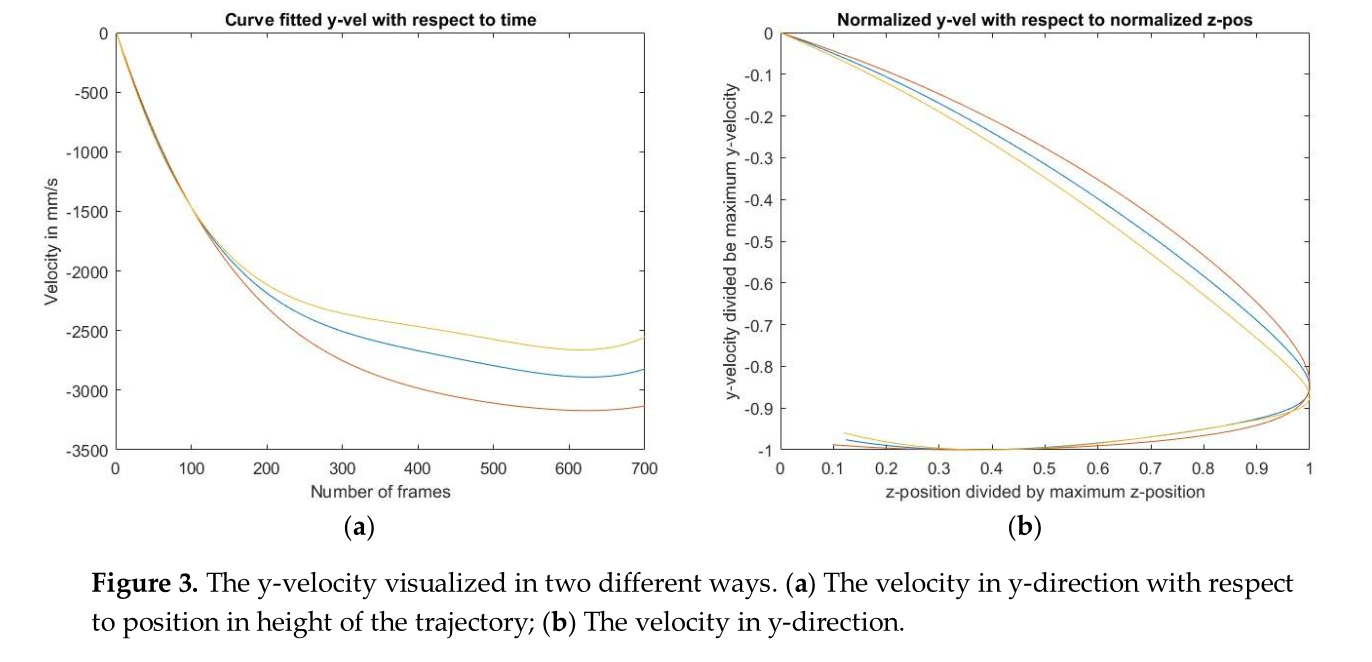 Curve fitted y-vel with respect to time
0
-500
-1000
-1500
-2000
-2500
-3000
-3500
Velocity in mm/s
0 100 200 300 400 500 600 700
Number of frames
(a)
Normalized y-vel with respect to normalized z-pos
0
-0.1
-0.2
-0.3
-0.4
-0.5
-0.6
-0.7
-0.8
-0.9
-1
y-velocity divided be maximum y-velocity
0 0.1 0.2 0.3 0.4 0.5 0.6 0.7 0.8 0.9 1
z-position divided by maximum z-position
(b)
Figure 3. The y-velocity visualized in two different ways. (a) The velocity in y-direction with respect
to position in height of the trajectory; (b) The velocity in y-direction.